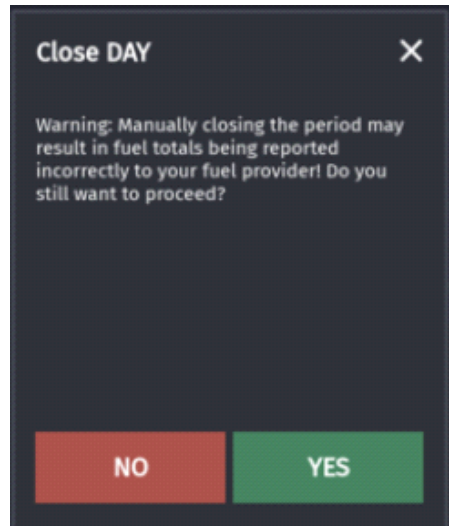 Close DAY
Warning: Manually closing the period may
result in fuel totals being reported
incorrectly to your fuel provider! Do you
still want to proceed?
NO
YES